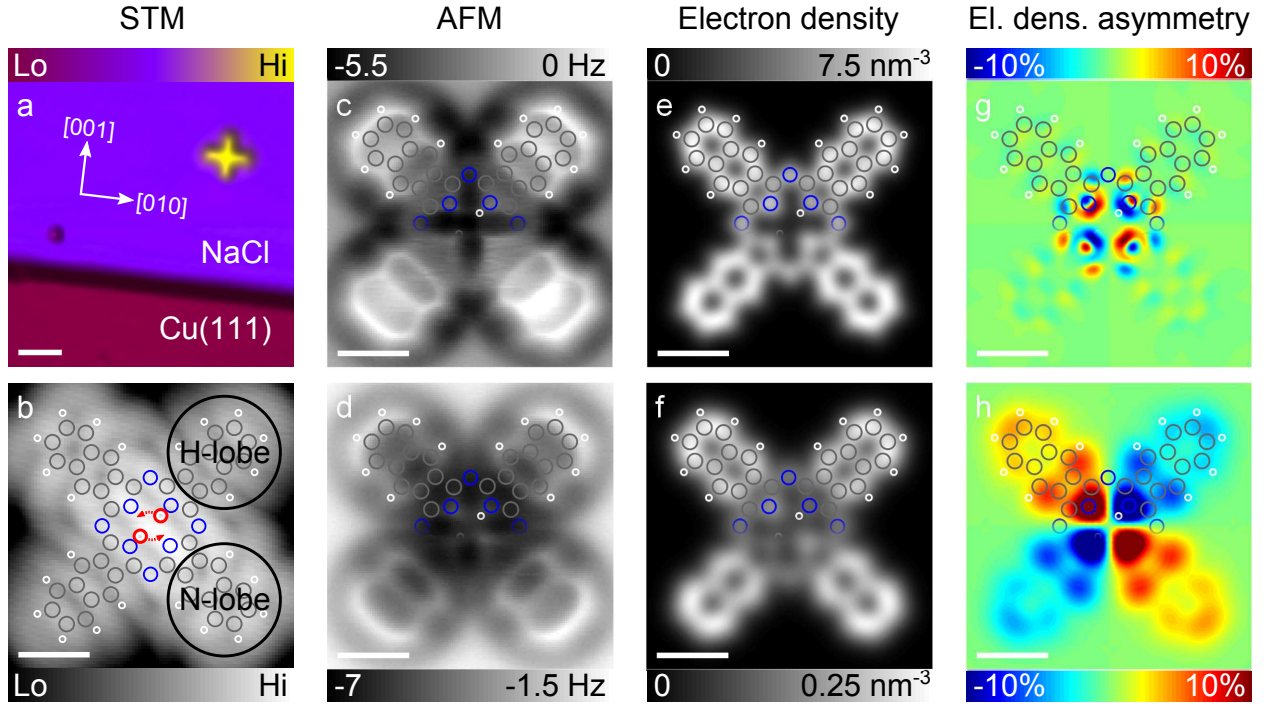 STM
AFM
Electron density
El. dens. asymmetry
Lo Hi
-5.5 0 Hz
0 7.5 nm⁻³
-10% 10%
a
[001]
[010]
NaCl
Cu(111)
c
e
g
b
H-lobe
N-lobe
d
f
h
Lo Hi
-7 -1.5 Hz
0 0.25 nm⁻³
-10% 10%